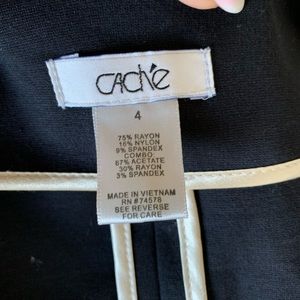 CACH'E
4
75% RAYON
16% NYLON
9% SPANDEX
COMBO
67% ACETATE
30% RAYON
3% SPANDEX
MADE IN VIETNAM
RN #74578
SEE REVERSE
FOR CARE